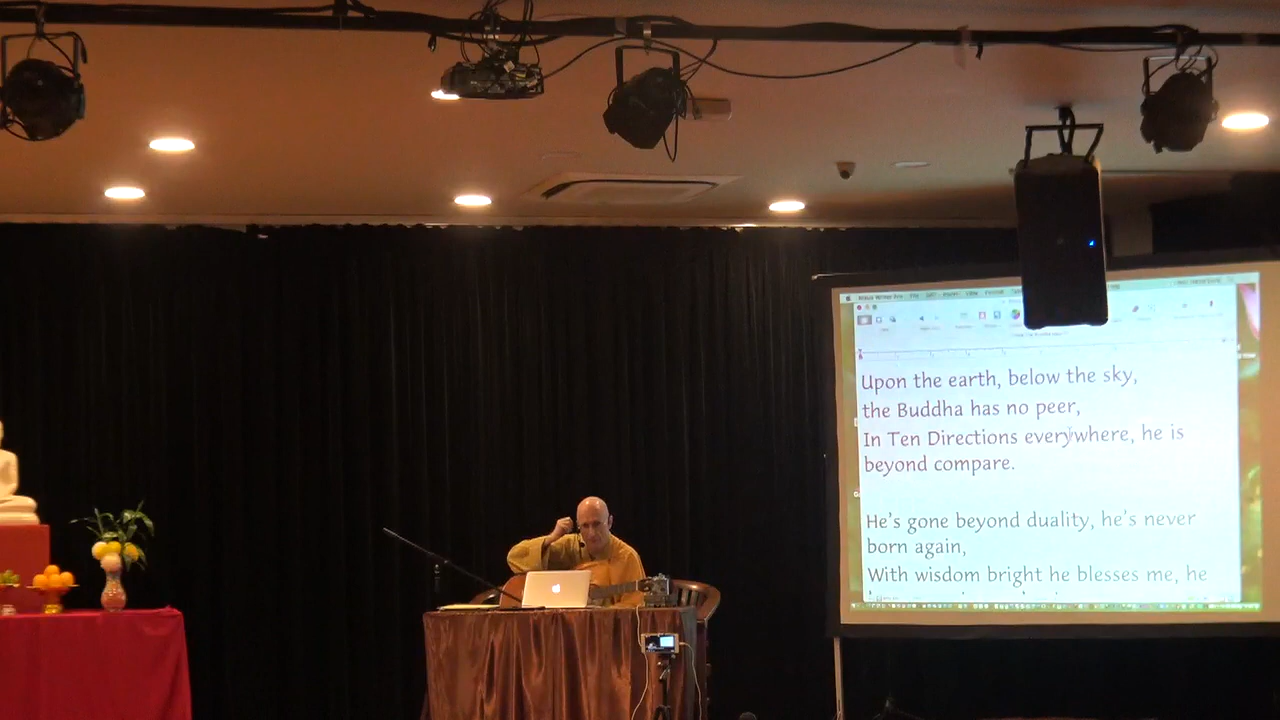 Upon the earth, below the sky,
the Buddha has no peer,
In Ten Directions everywhere, he is
beyond compare.
He's gone beyond duality, he's never
born again,
With wisdom bright he blesses me, he